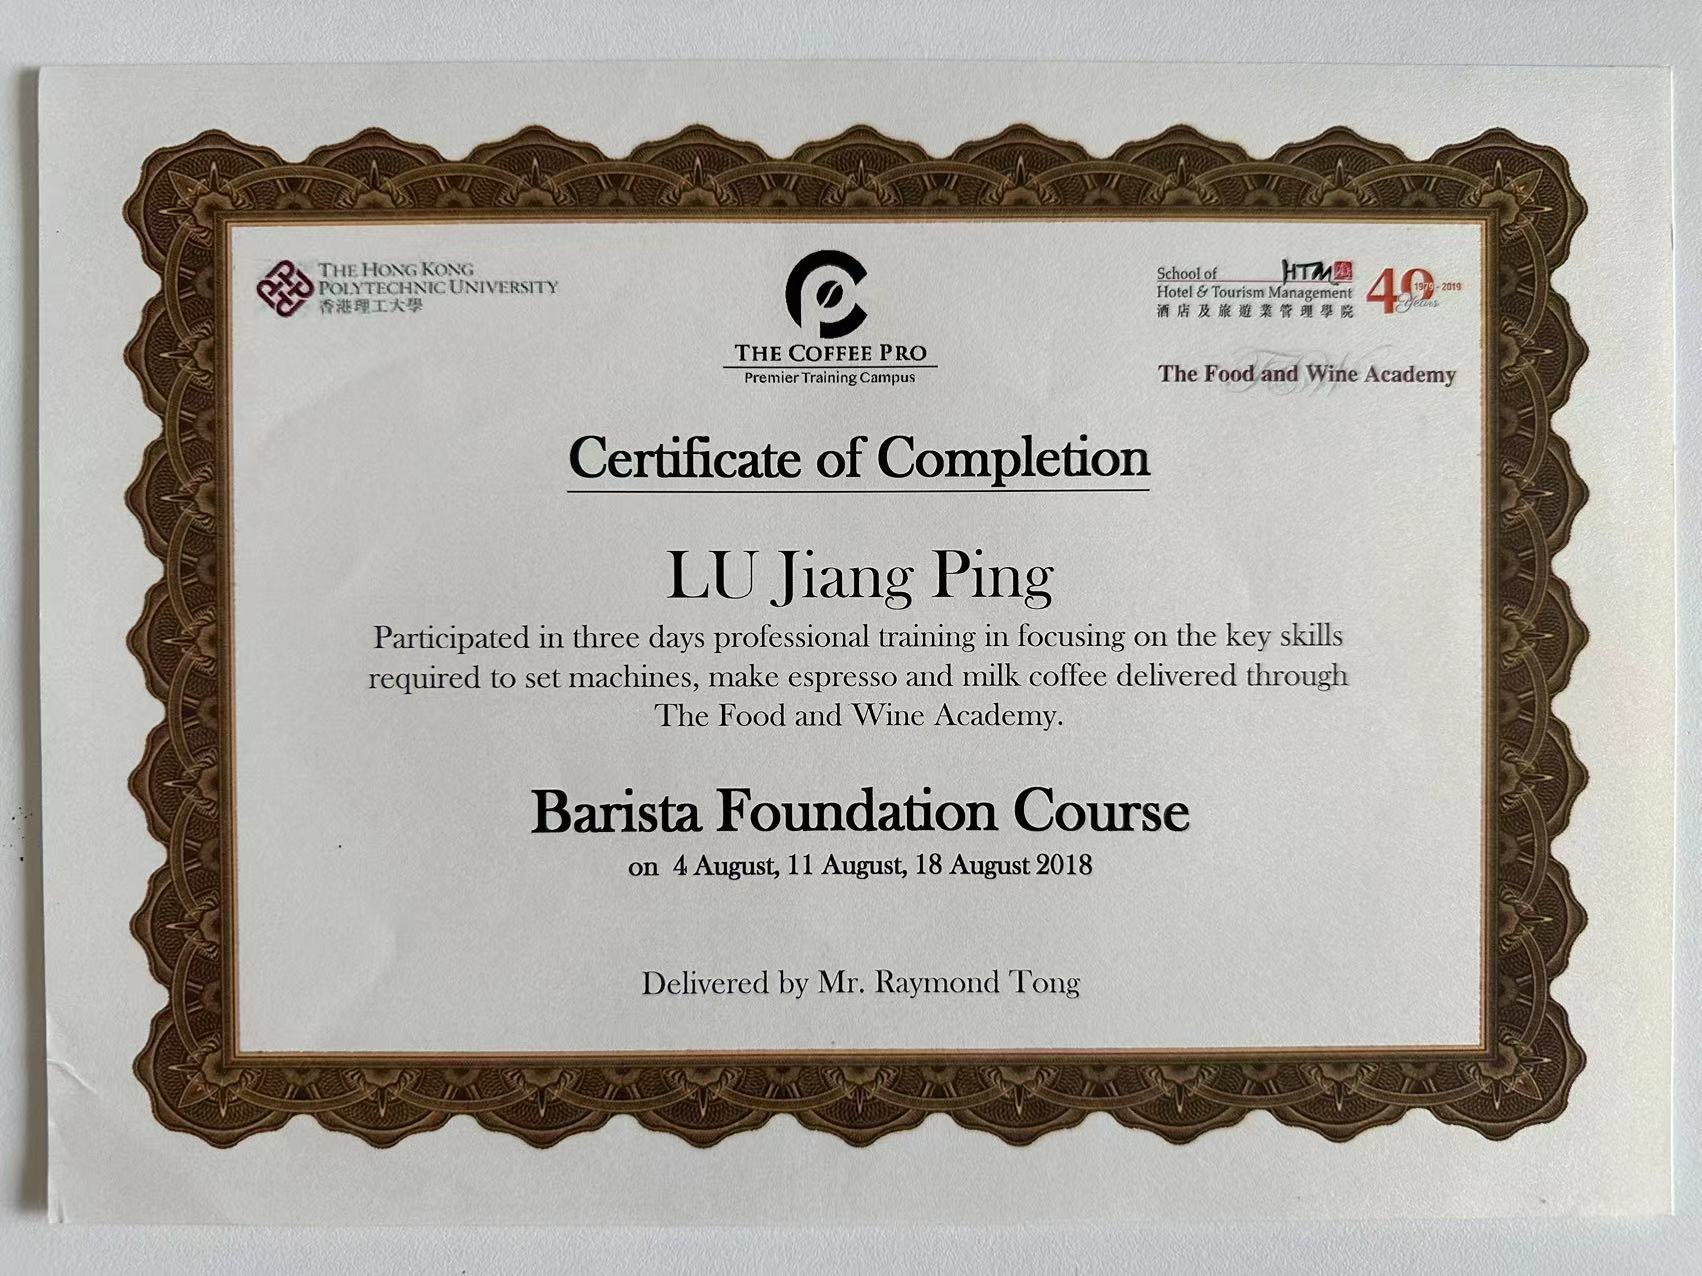 THE HONG KONG
POLYTECHNIC UNIVERSITY
香港理工大學
THE COFFEE PRO
Premier Training Campus
School of HTM
Hotel & Tourism Management
酒店及旅遊業管理學院
40 Years 1979 - 2019
The Food and Wine Academy
Certificate of Completion
LU Jiang Ping
Participated in three days professional training in focusing on the key skills
required to set machines, make espresso and milk coffee delivered through
The Food and Wine Academy.
Barista Foundation Course
on 4 August, 11 August, 18 August 2018
Delivered by Mr. Raymond Tong